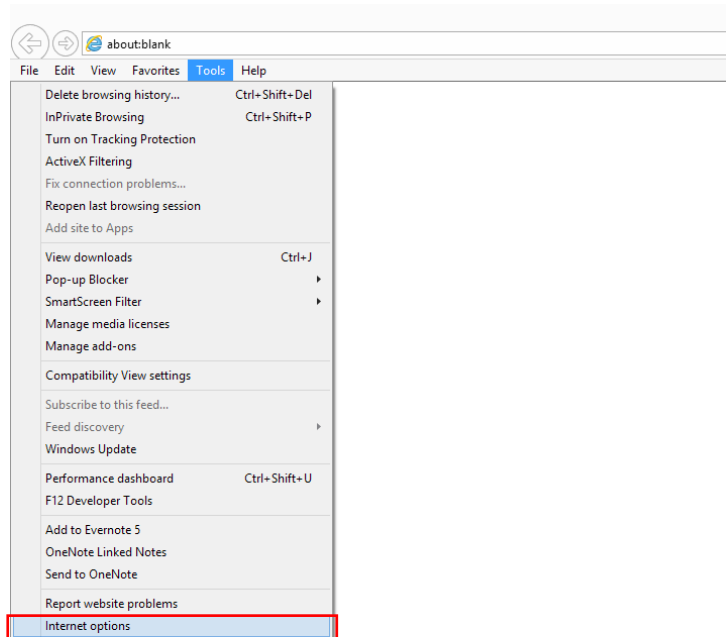 about:blank
File Edit View Favorites Tools Help
Delete browsing history... Ctrl+Shift+Del
InPrivate Browsing Ctrl+Shift+P
Turn on Tracking Protection
ActiveX Filtering
Fix connection problems...
Reopen last browsing session
Add site to Apps
View downloads Ctrl+J
Pop-up Blocker
SmartScreen Filter
Manage media licenses
Manage add-ons
Compatibility View settings
Subscribe to this feed...
Feed discovery
Windows Update
Performance dashboard Ctrl+Shift+U
F12 Developer Tools
Add to Evernote 5
OneNote Linked Notes
Send to OneNote
Report website problems
Internet options